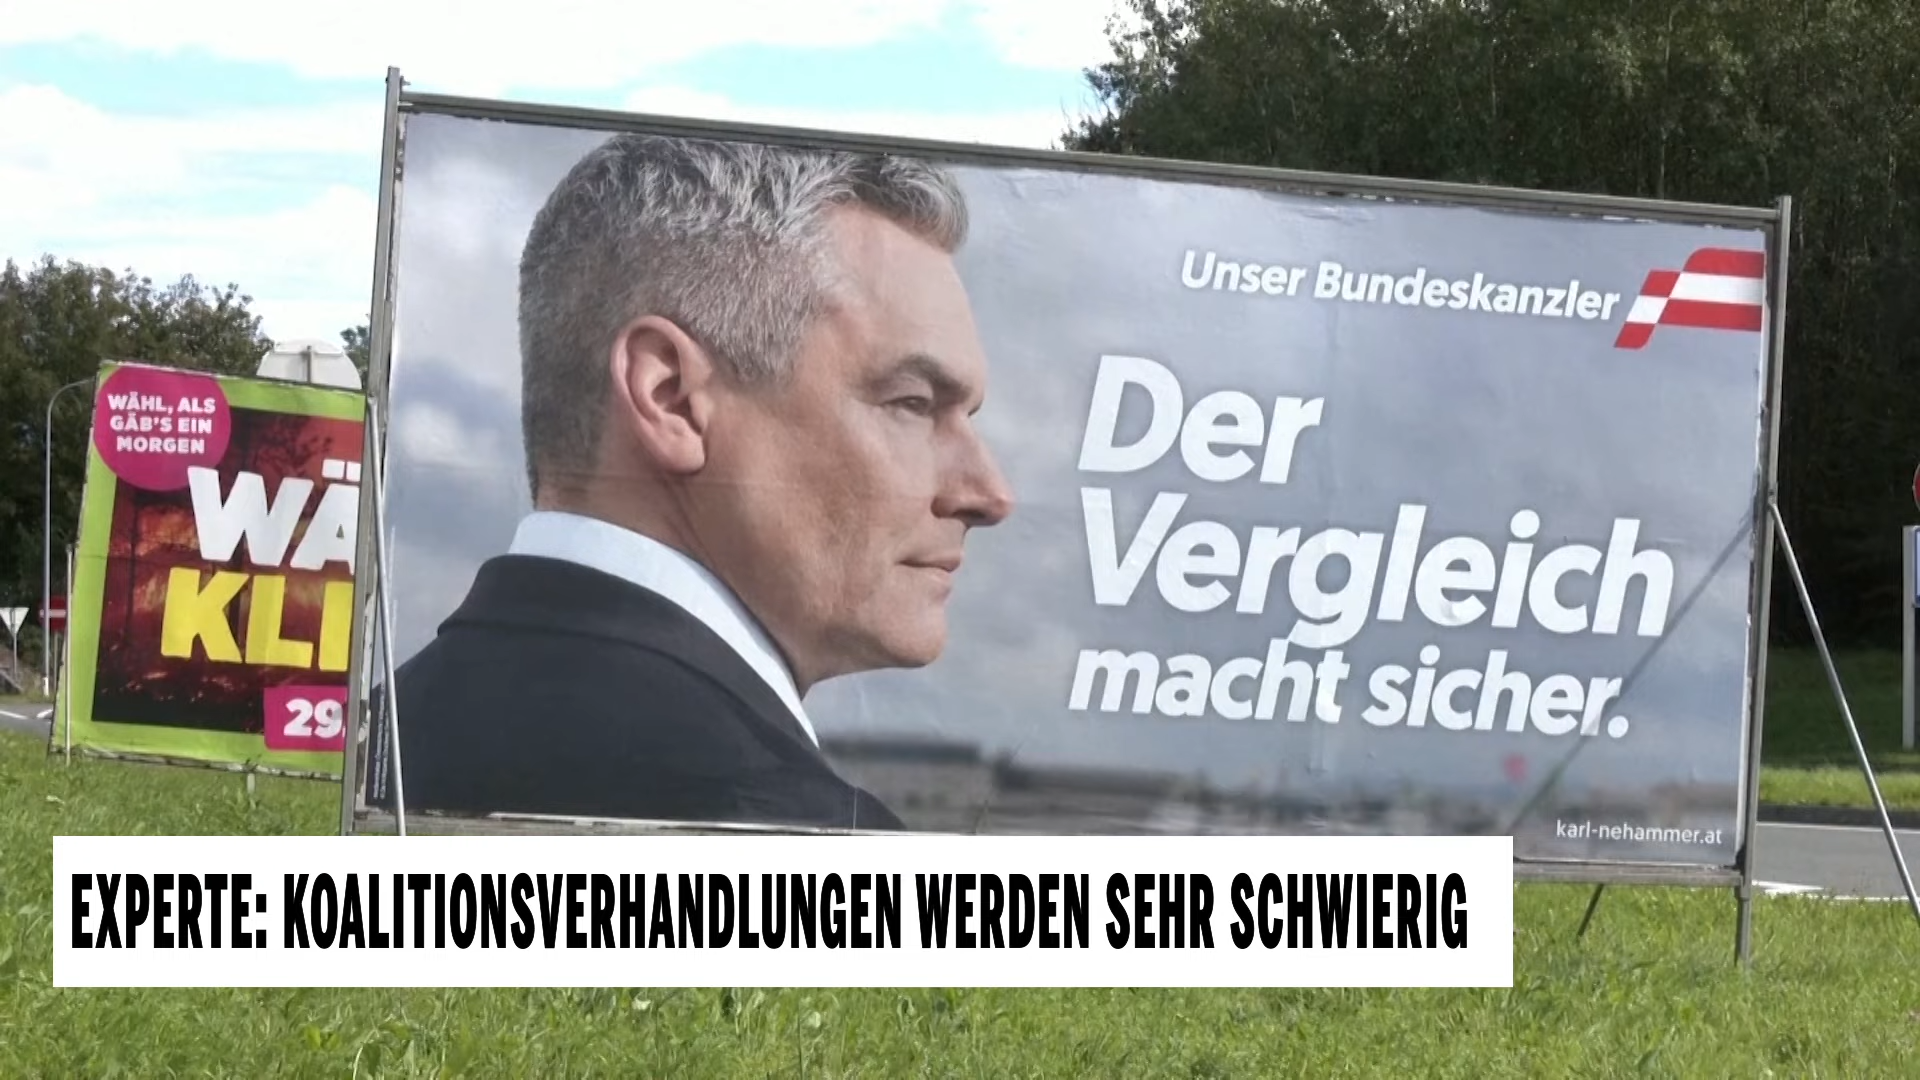 WÄHL, ALS
GÄB'S EIN
MORGEN
WÄ
KLI
29.
Unser Bundeskanzler
Der
Vergleich
macht sicher.
karl-nehammer.at
EXPERTE: KOALITIONSVERHANDLUNGEN WERDEN SEHR SCHWIERIG